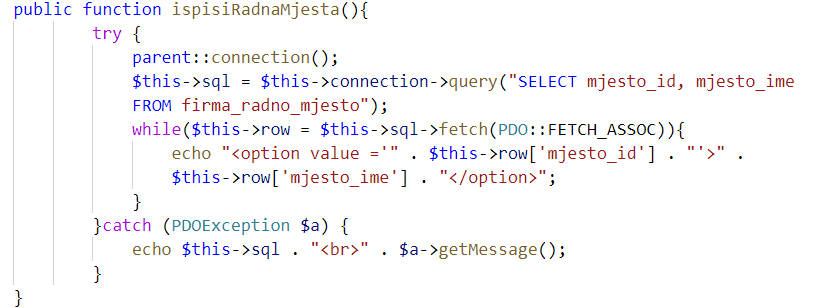 public function ispisiRadnaMjesta(){
try {
parent::connection();
$this->sql = $this->connection->query("SELECT mjesto_id, mjesto_ime
FROM firma_radno_mjesto");
while($this->row = $this->sql->fetch(PDO::FETCH_ASSOC)){
echo "<option value ='" . $this->row['mjesto_id'] . "'>" .
$this->row['mjesto_ime'] . "</option>";
}
}catch (PDOException $a) {
echo $this->sql . "<br>" . $a->getMessage();
}
}